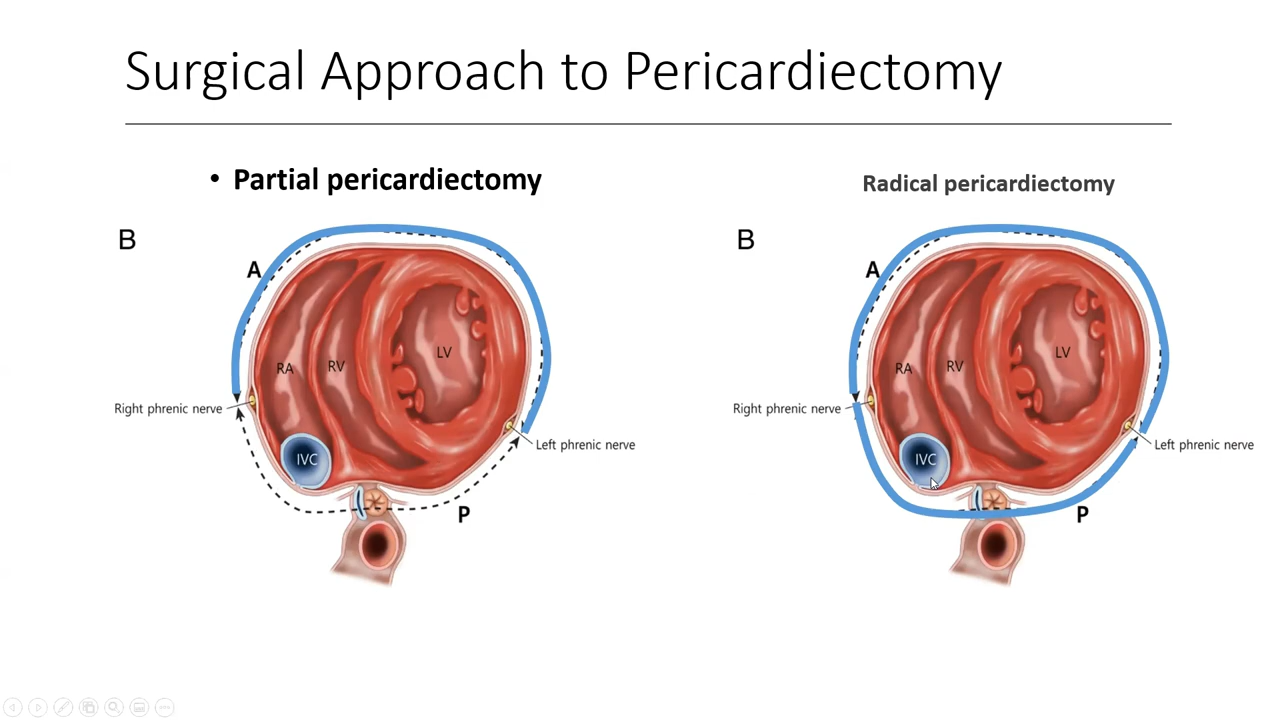 Surgical Approach to Pericardiectomy
• Partial pericardiectomy
B
A
RA
RV
LV
Right phrenic nerve
Left phrenic nerve
IVC
P
Radical pericardiectomy
B
A
RA
RV
LV
Right phrenic nerve
Left phrenic nerve
IVC
P